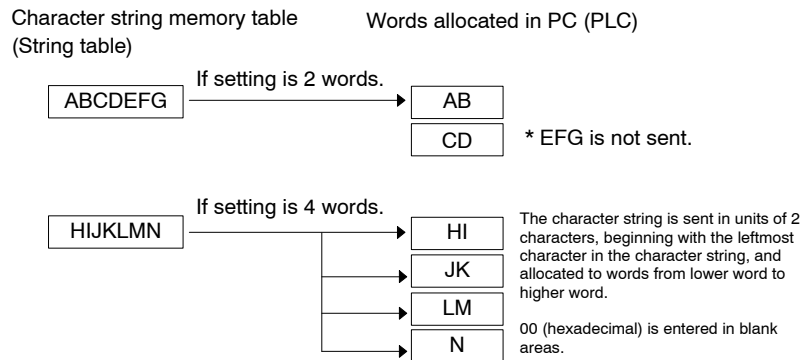 Character string memory table
(String table)
Words allocated in PC (PLC)
If setting is 2 words.
ABCDEFG
AB
CD
* EFG is not sent.
If setting is 4 words.
HIJKLMN
HI
JK
LM
N
The character string is sent in units of 2
characters, beginning with the leftmost
character in the character string, and
allocated to words from lower word to
higher word.
00 (hexadecimal) is entered in blank
areas.